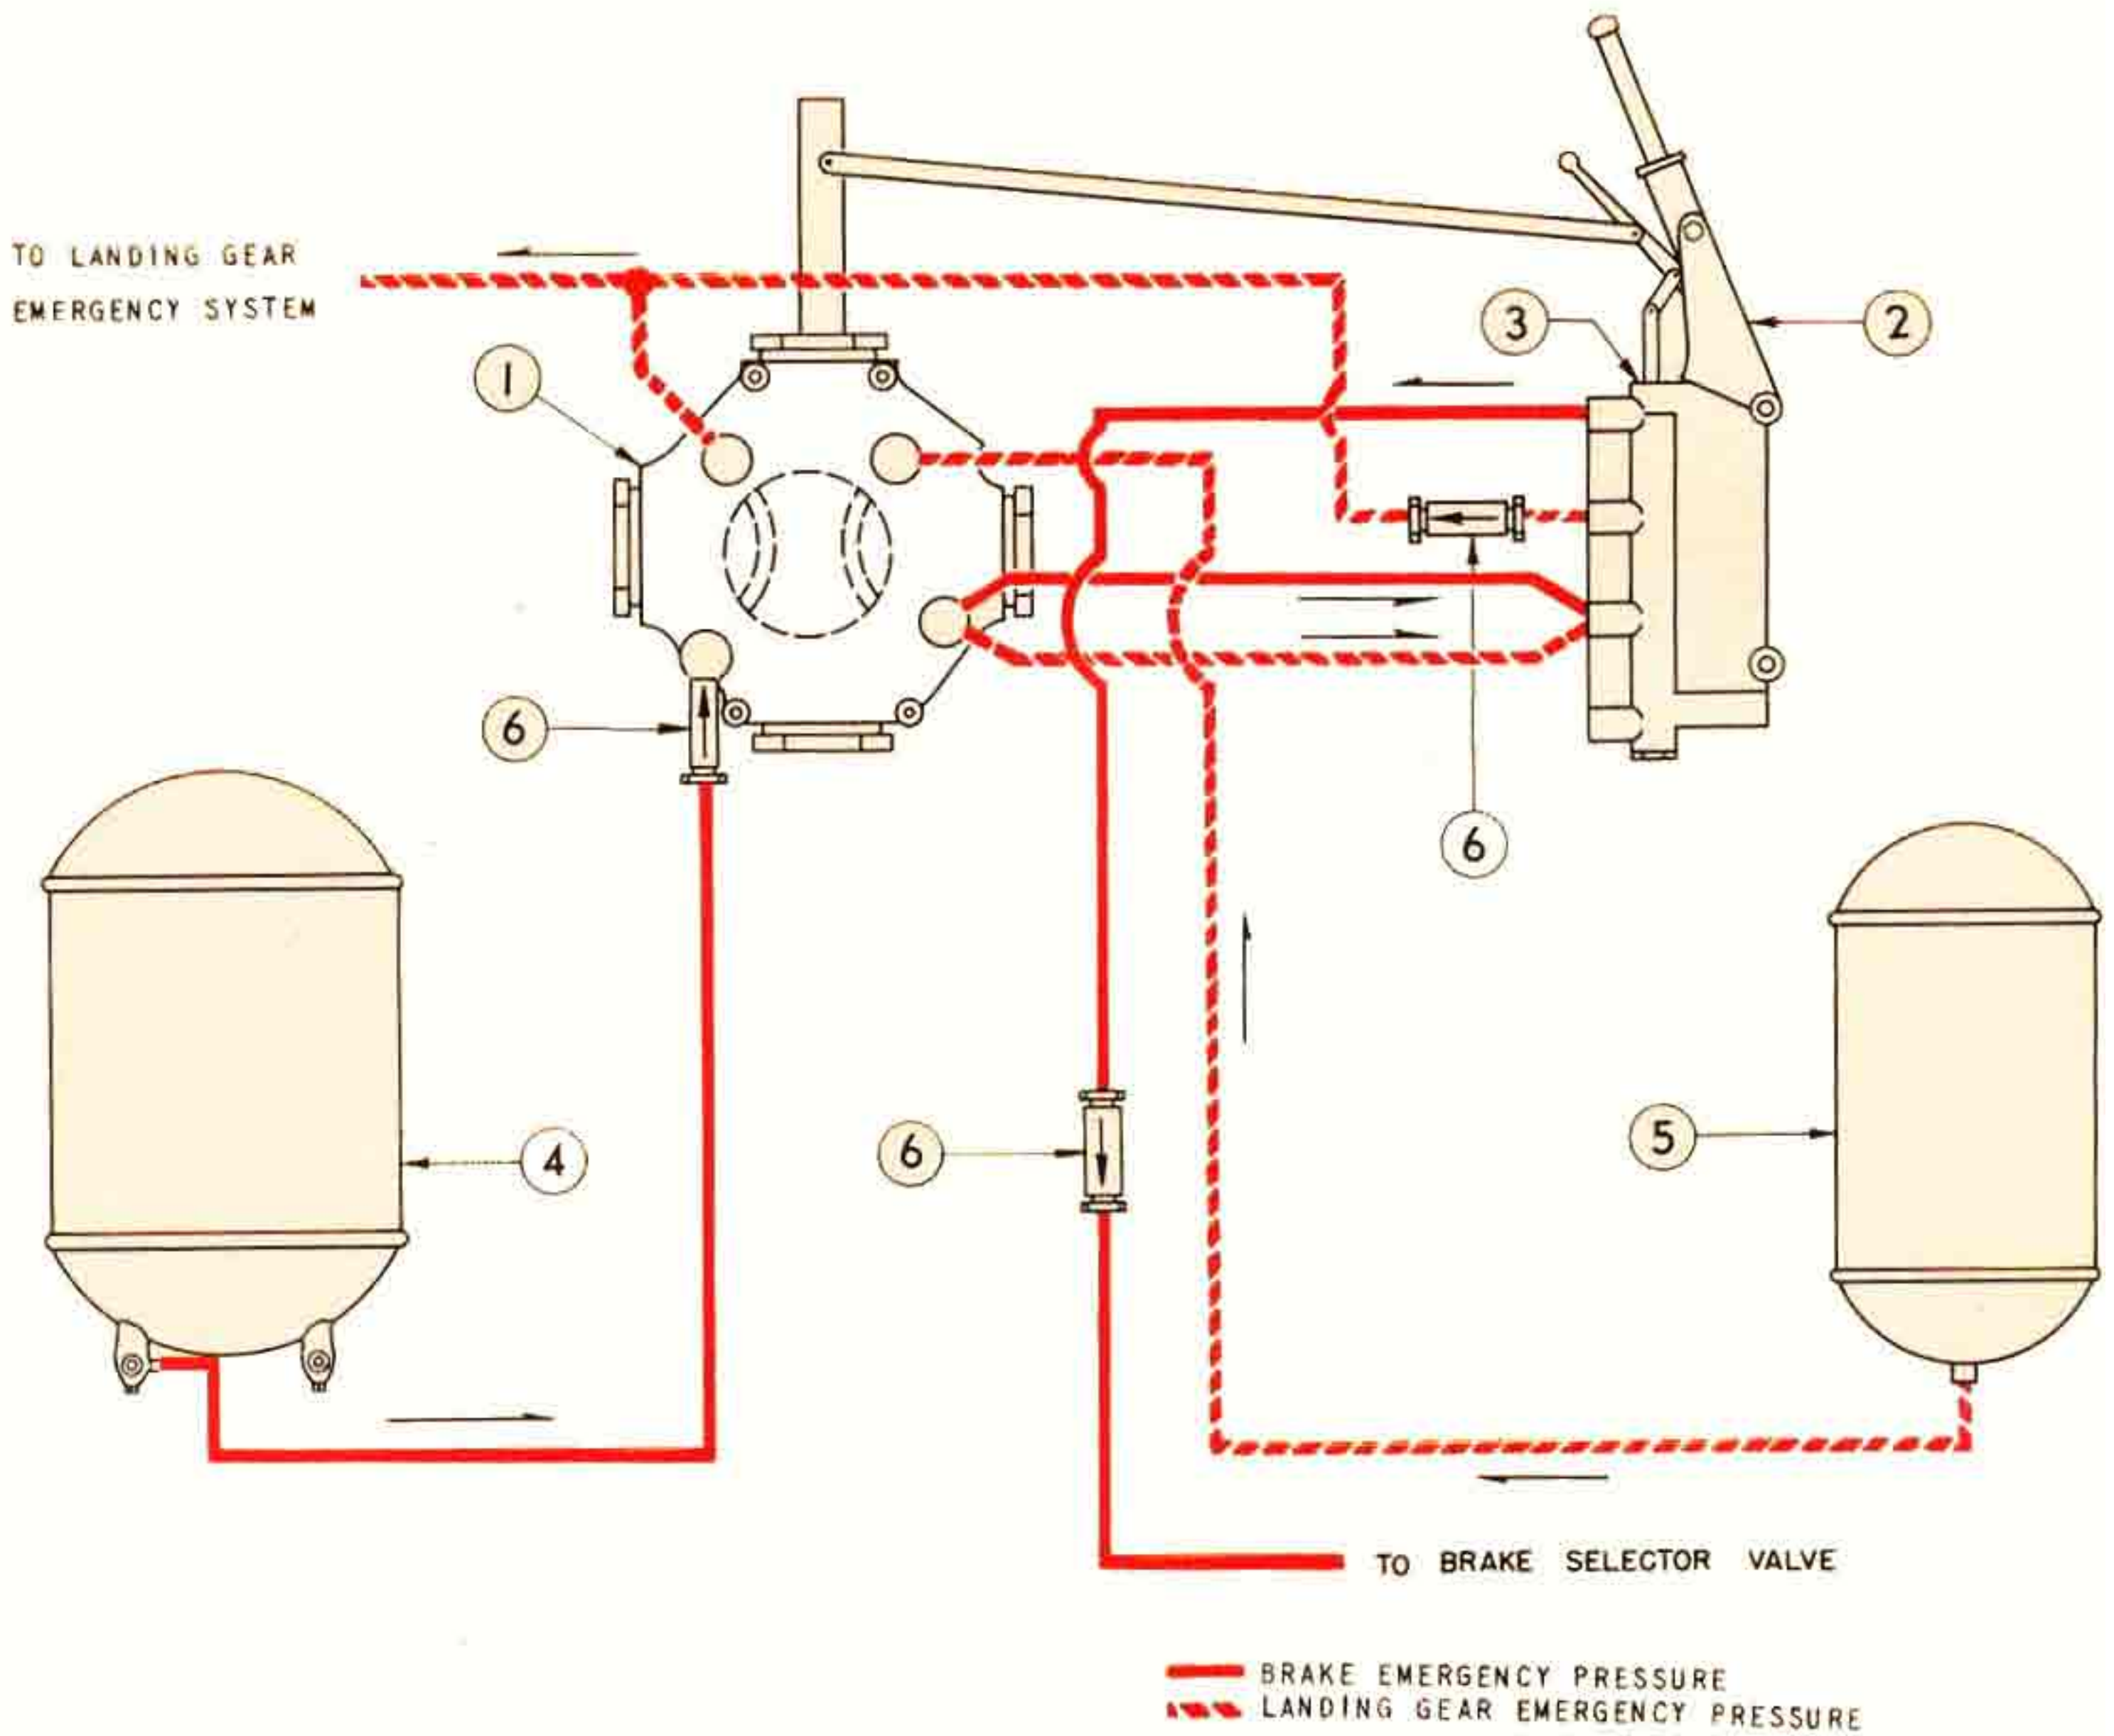 TO LANDING GEAR
EMERGENCY SYSTEM
1
3
2
6
6
4
6
5
TO BRAKE SELECTOR VALVE
BRAKE EMERGENCY PRESSURE
LANDING GEAR EMERGENCY PRESSURE